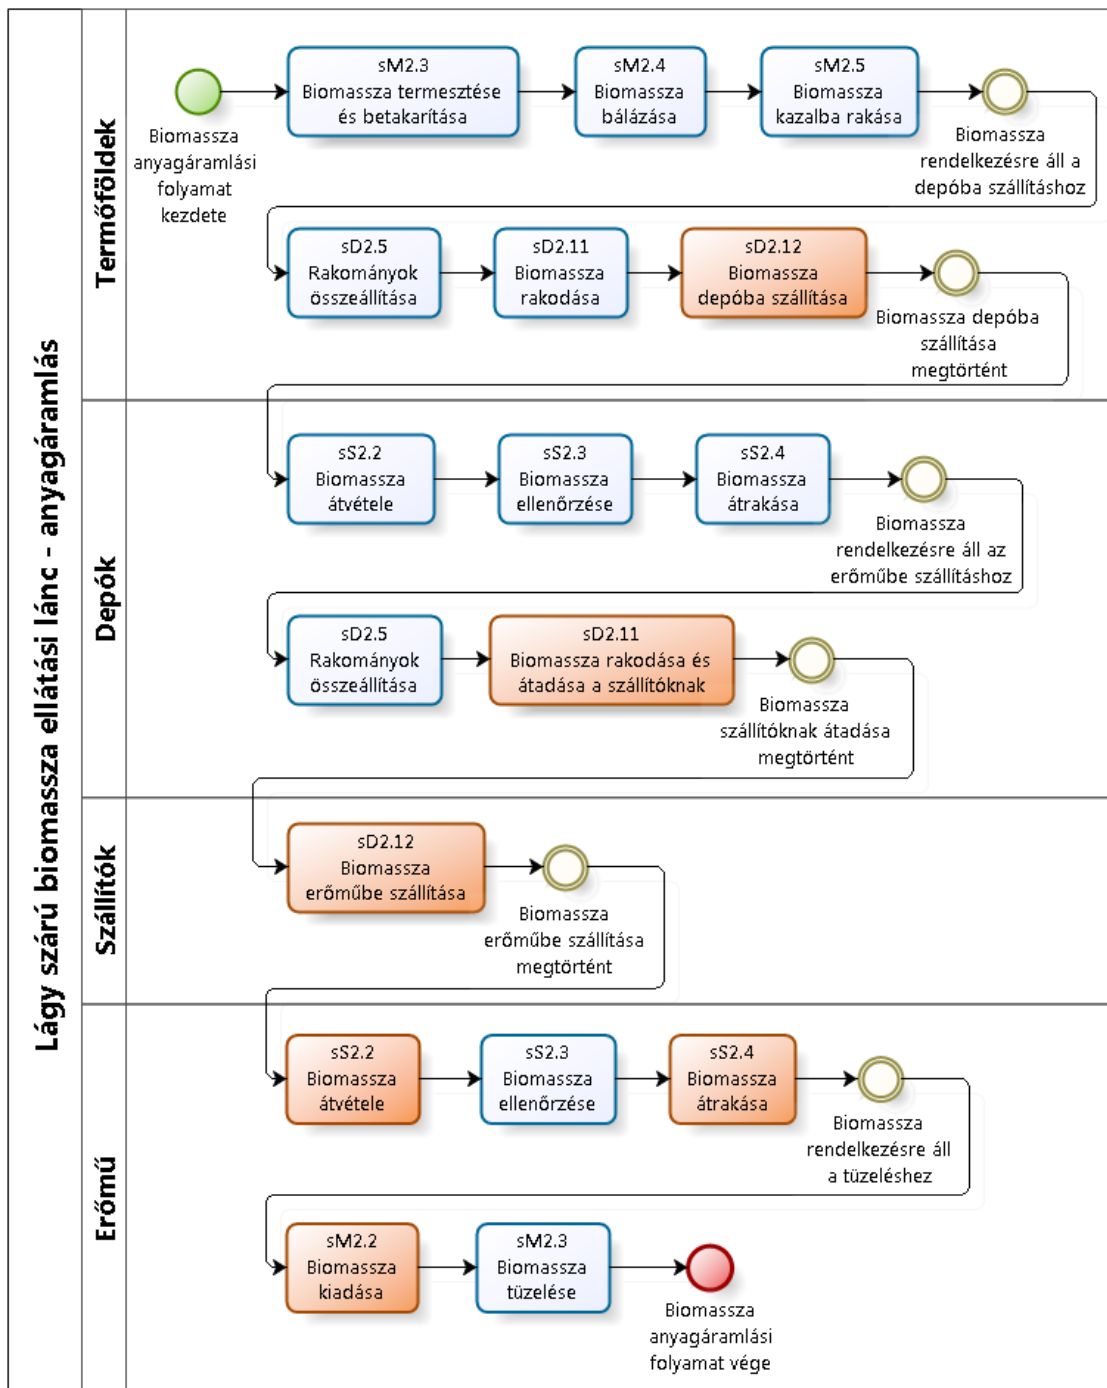 Lágy szárú biomassza ellátási lánc - anyagáramlás
Termőföldek
Biomassza
anyagáramlási
folyamat
kezdete
sM2.3
Biomassza termesztése
és betakarítása
sM2.4
Biomassza
bálázása
sM2.5
Biomassza
kazalba rakása
Biomassza
rendelkezésre áll a
depóba szállításhoz
sD2.5
Rakományok
összeállítása
sD2.11
Biomassza
rakodása
sD2.12
Biomassza
depóba szállítása
Biomassza depóba
szállítása
megtörtént
Depók
sS2.2
Biomassza
átvétele
sS2.3
Biomassza
ellenőrzése
sS2.4
Biomassza
átrakása
Biomassza
rendelkezésre áll az
erőműbe szállításhoz
sD2.5
Rakományok
összeállítása
sD2.11
Biomassza rakodása és
átadása a szállítóknak
Biomassza
szállítóknak átadása
megtörtént
Szállítók
sD2.12
Biomassza
erőműbe szállítása
Biomassza
erőműbe szállítása
megtörtént
Erőmű
sS2.2
Biomassza
átvétele
sS2.3
Biomassza
ellenőrzése
sS2.4
Biomassza
átrakása
Biomassza
rendelkezésre áll
a tüzeléshez
sM2.2
Biomassza
kiadása
sM2.3
Biomassza
tüzelése
Biomassza
anyagáramlási
folyamat vége